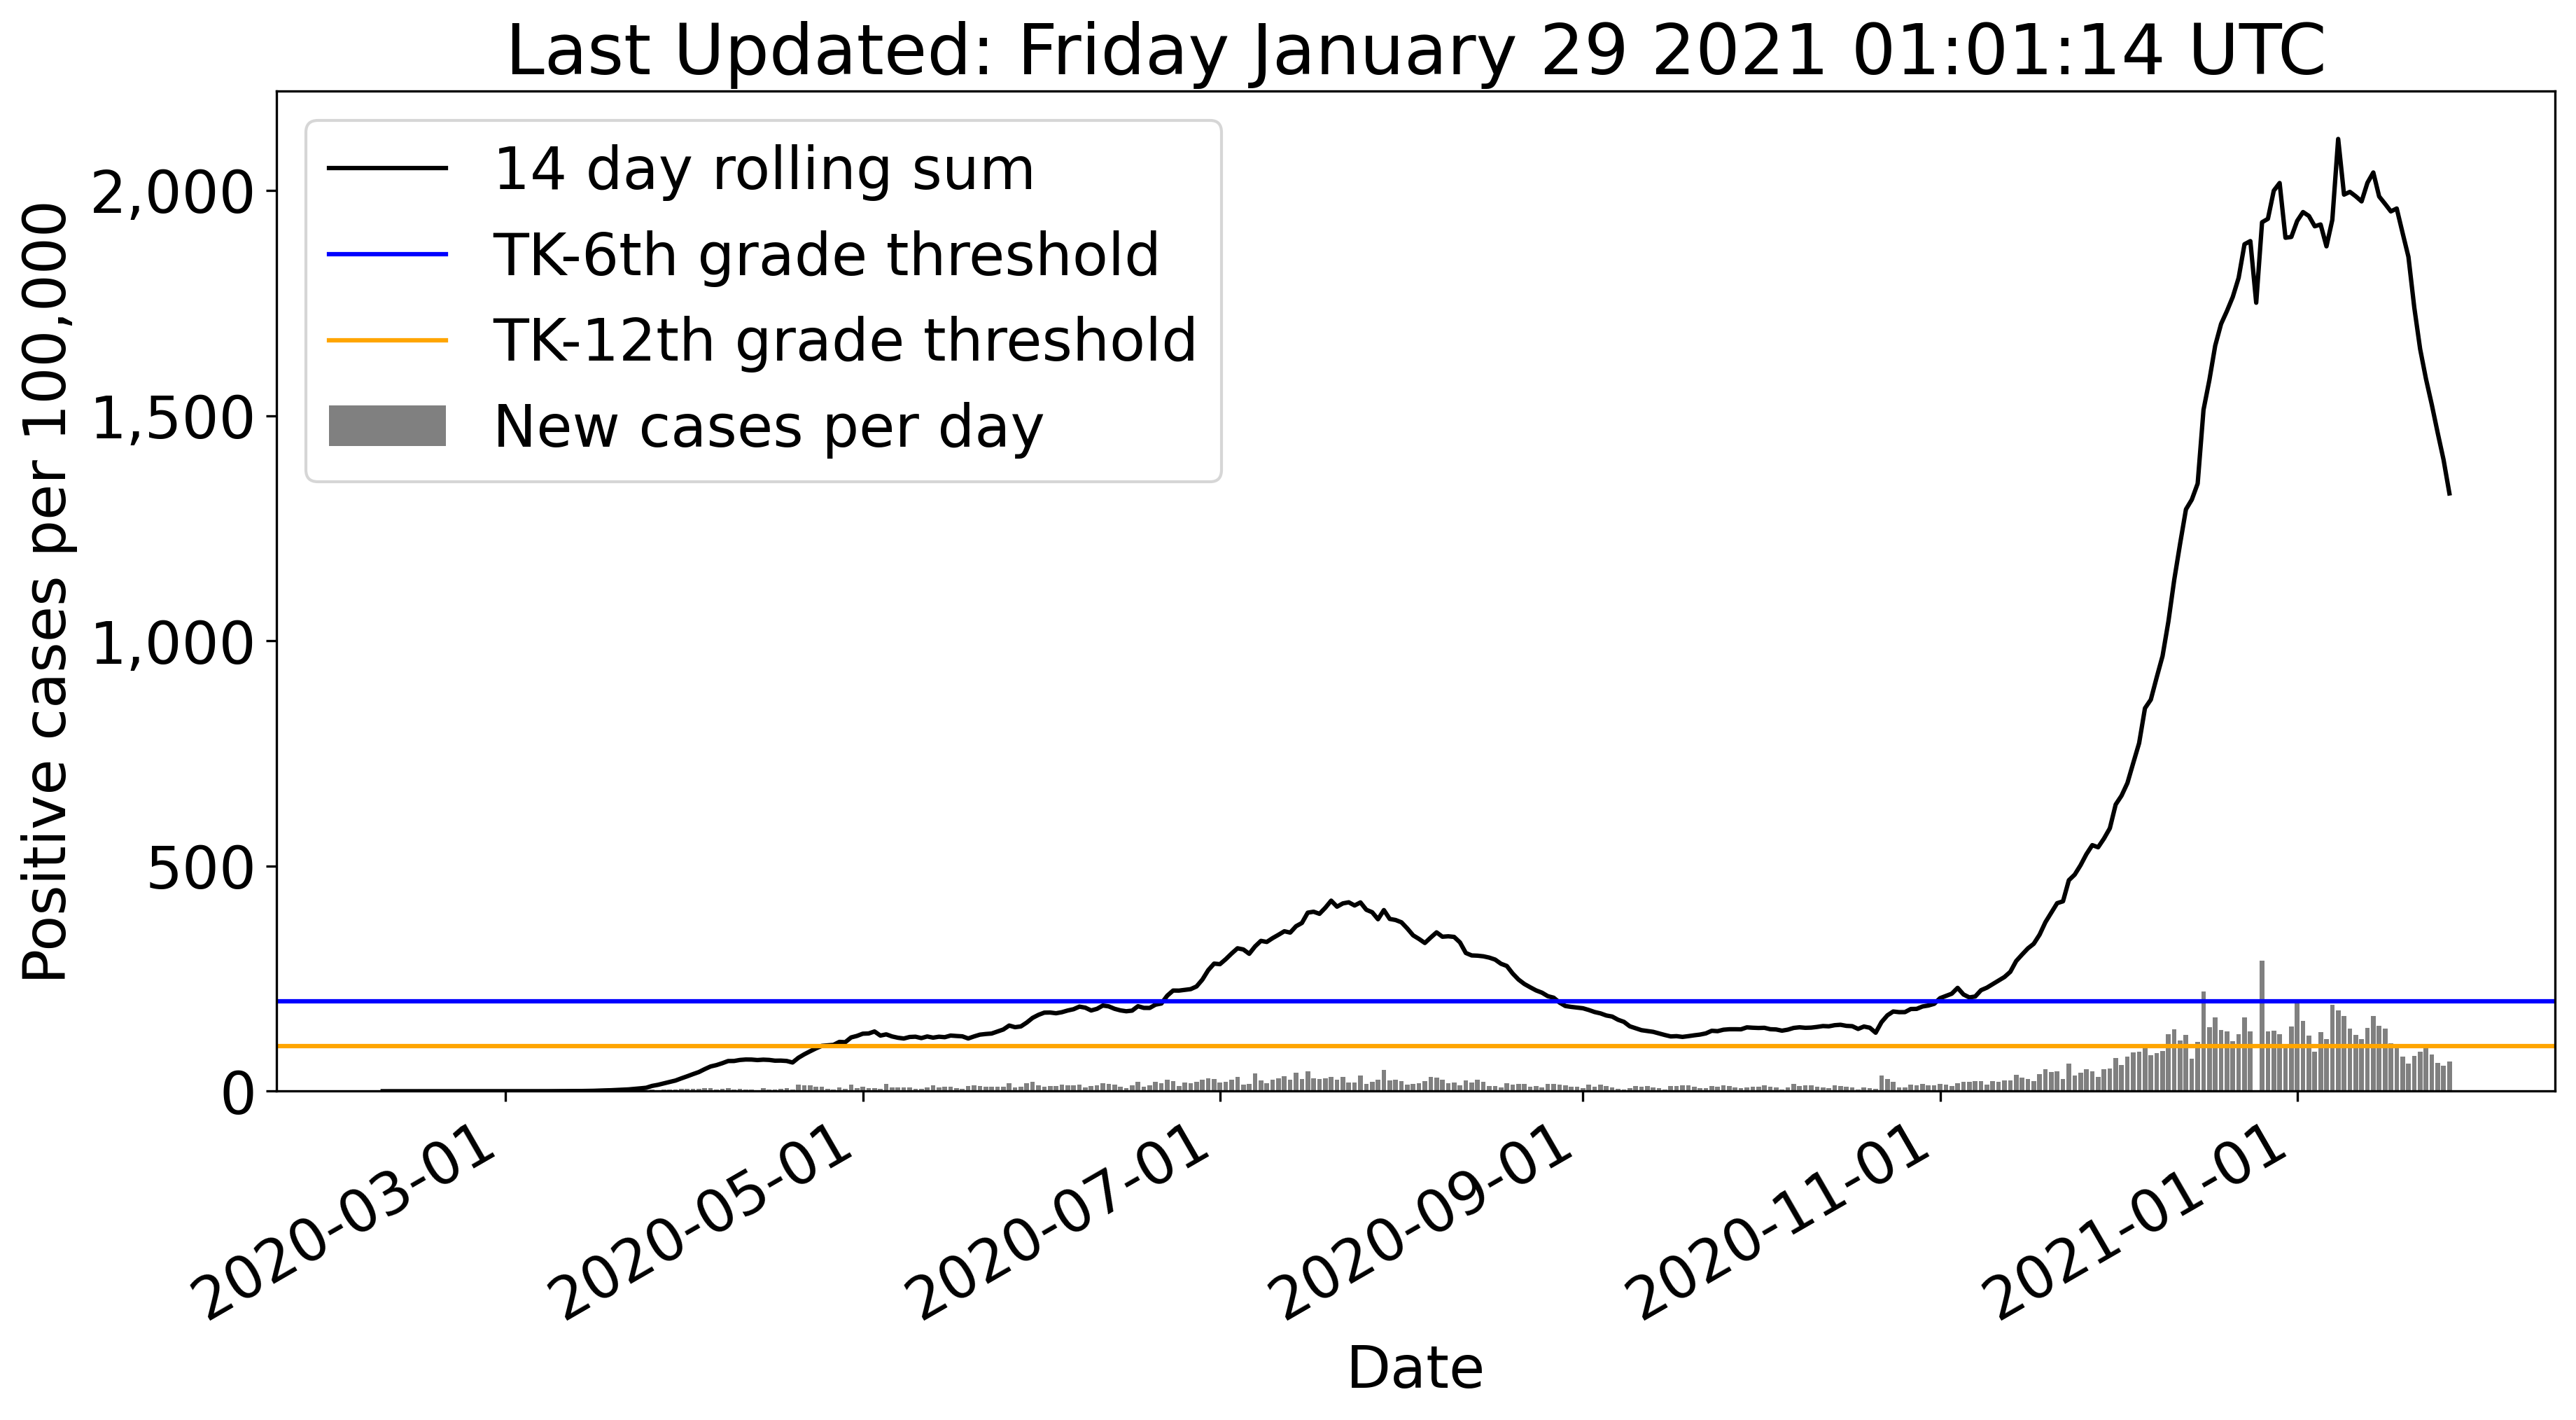 Last Updated: Friday January 29 2021 01:01:14 UTC
14 day rolling sum
TK-6th grade threshold
TK-12th grade threshold
New cases per day
Positive cases per 100,000
2,000
1,500
1,000
500
0
2020-03-01
2020-05-01
2020-07-01
2020-09-01
2020-11-01
2021-01-01
Date